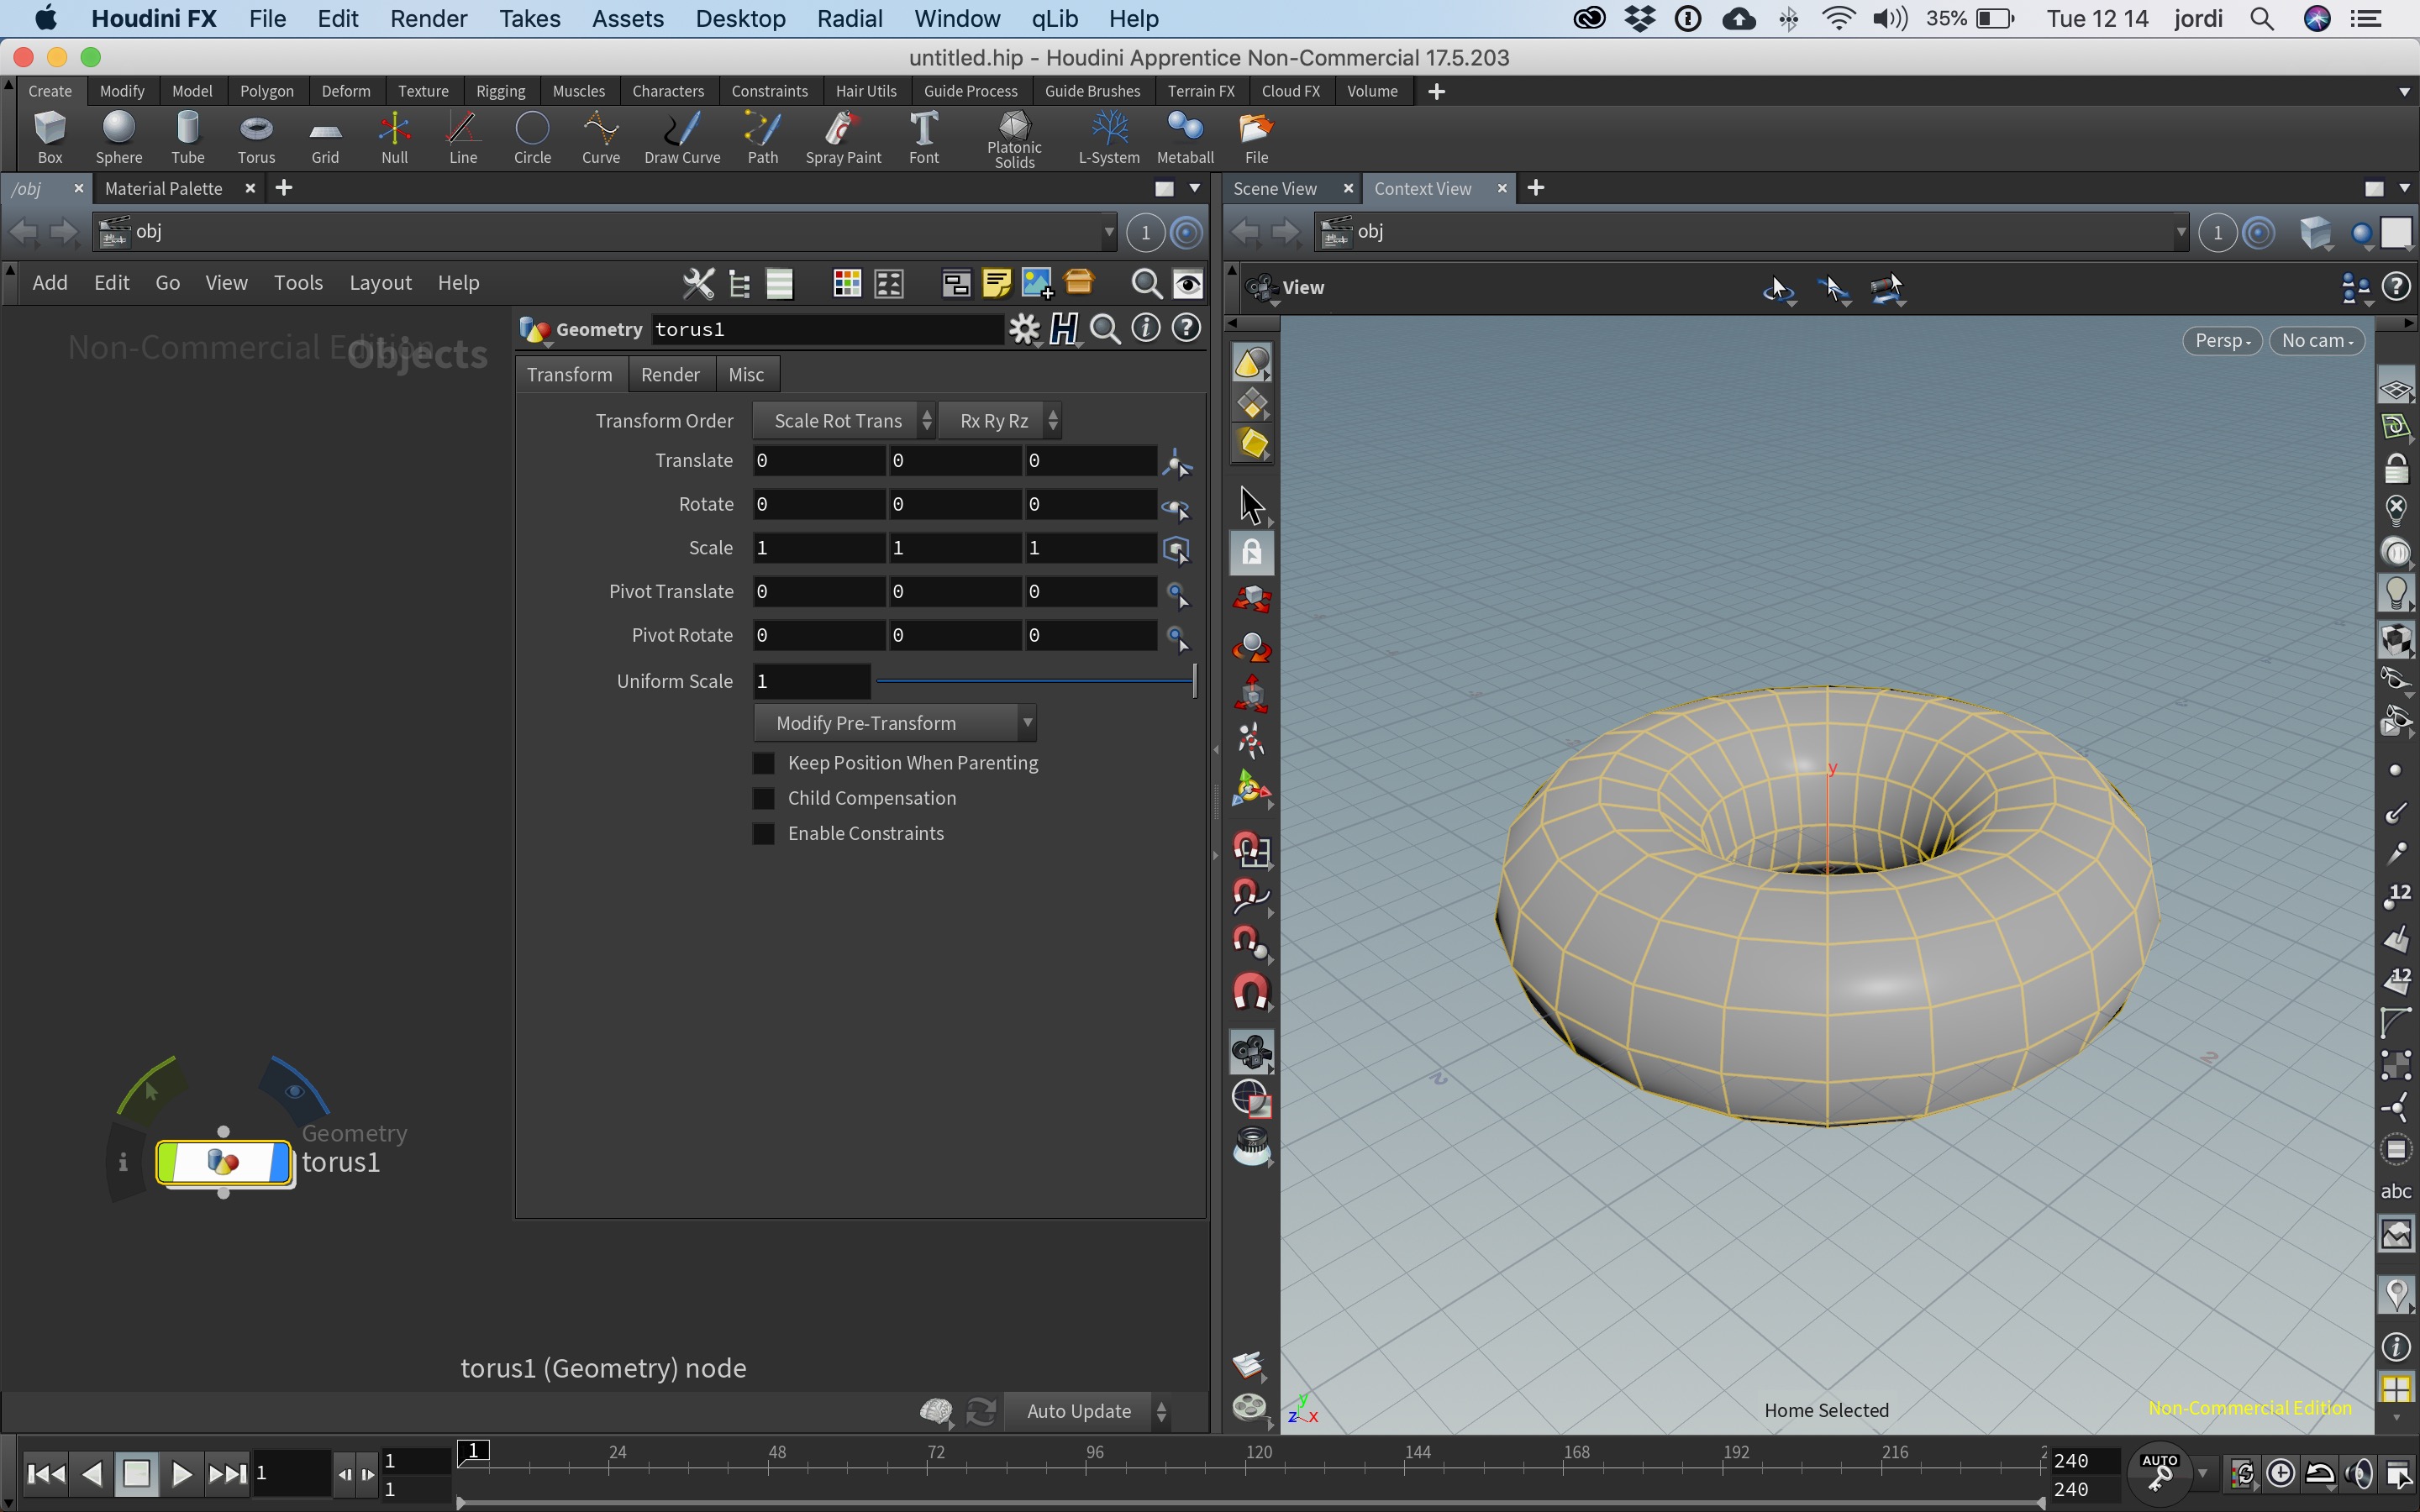 Houdini FX File Edit Render Takes Assets Desktop Radial Window qLib Help 35% Tue 12 14 jordi
untitled.hip - Houdini Apprentice Non-Commercial 17.5.203
Create Modify Model Polygon Deform Texture Rigging Muscles Characters Constraints Hair Utils Guide Process Guide Brushes Terrain FX Cloud FX Volume
Box Sphere Tube Torus Grid Null Line Circle Curve Draw Curve Path Spray Paint Font Platonic Solids L-System Metaball File
/obj Material Palette
obj 1
Add Edit Go View Tools Layout Help
Non-Commercial Edition
Objects
Geometry torus1
Transform Render Misc
Transform Order Scale Rot Trans Rx Ry Rz
Translate 0 0 0
Rotate 0 0 0
Scale 1 1 1
Pivot Translate 0 0 0
Pivot Rotate 0 0 0
Uniform Scale 1
Modify Pre-Transform
Keep Position When Parenting
Child Compensation
Enable Constraints
Geometry
torus1
torus1 (Geometry) node
Auto Update
Scene View Context View
obj 1
View
Persp No cam
y
2
2
12
12
abc
y
z x
Home Selected
Non-Commercial Edition
1 1 1 24 48 72 96 120 144 168 192 216 2 240 AUTO
1 240